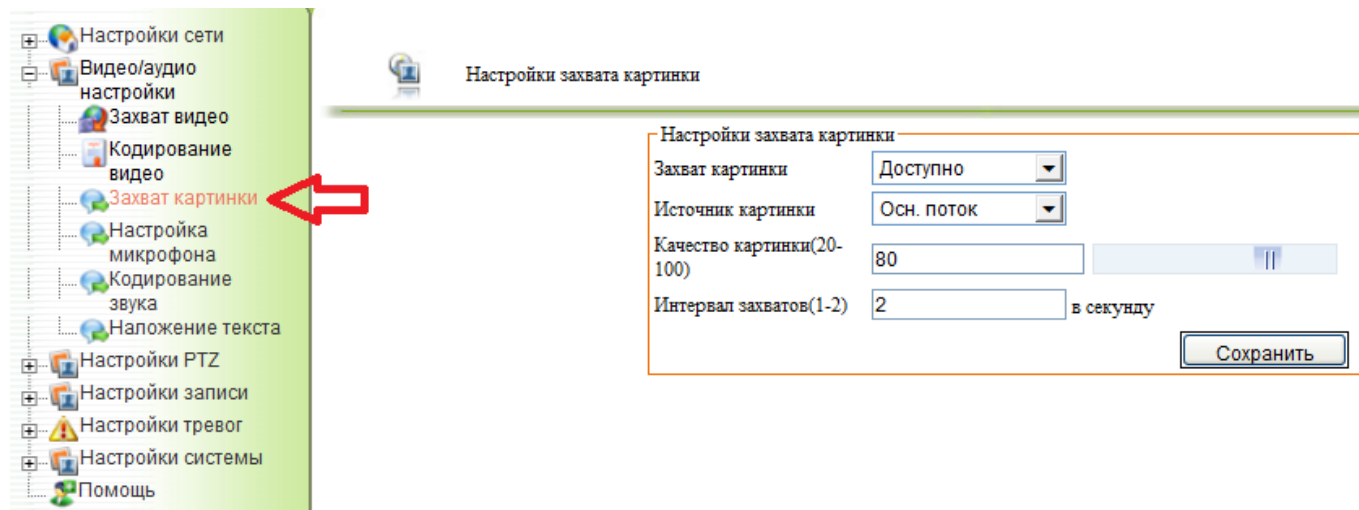 Настройки сети
Видео/аудио
настройки
Захват видео
Кодирование
видео
Захват картинки
Настройка
микрофона
Кодирование
звука
Наложение текста
Настройки PTZ
Настройки записи
Настройки тревог
Настройки системы
Помощь
Настройки захвата картинки
Настройки захвата картинки
Захват картинки Доступно
Источник картинки Осн. поток
Качество картинки(20-
100) 80
Интервал захватов(1-2) 2 в секунду
Сохранить